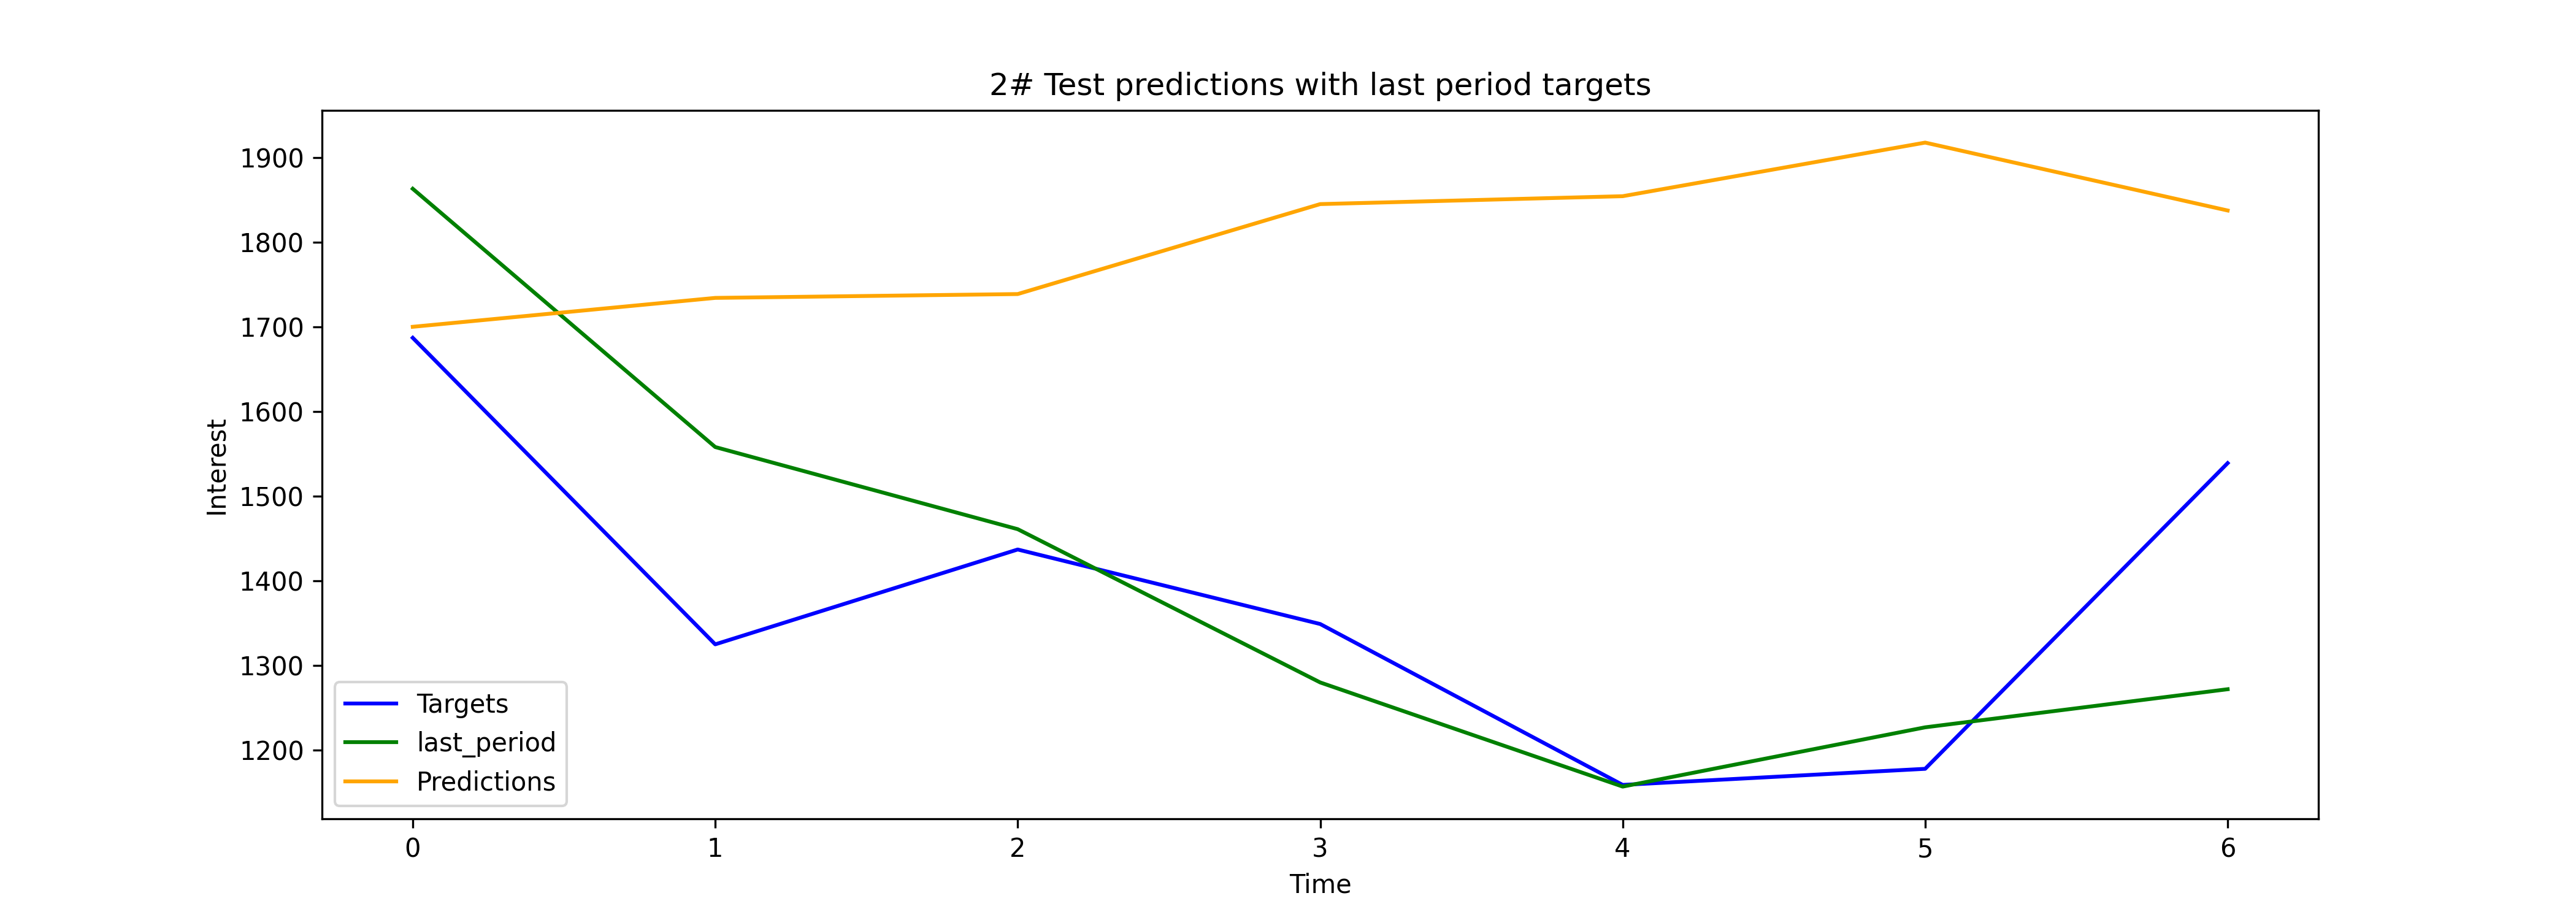 2# Test predictions with last period targets
1900
1800
1700
1600
1500
1400
1300
1200
Interest
Targets
last_period
Predictions
0 1 2 3 4 5 6
Time